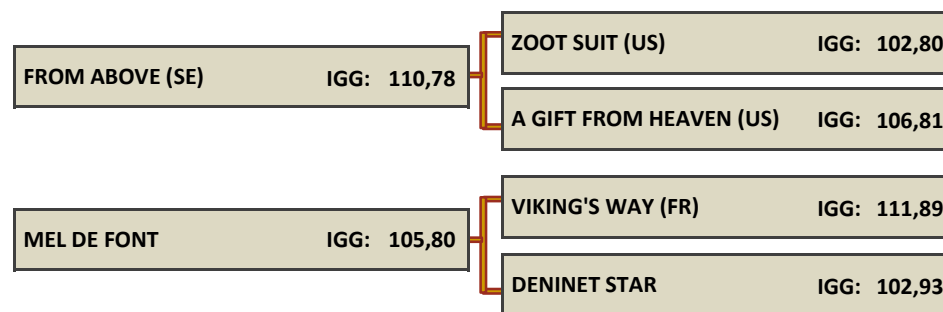 ZOOT SUIT (US) IGG: 102,80
FROM ABOVE (SE) IGG: 110,78
A GIFT FROM HEAVEN (US) IGG: 106,81
VIKING'S WAY (FR) IGG: 111,89
MEL DE FONT IGG: 105,80
DENINET STAR IGG: 102,93